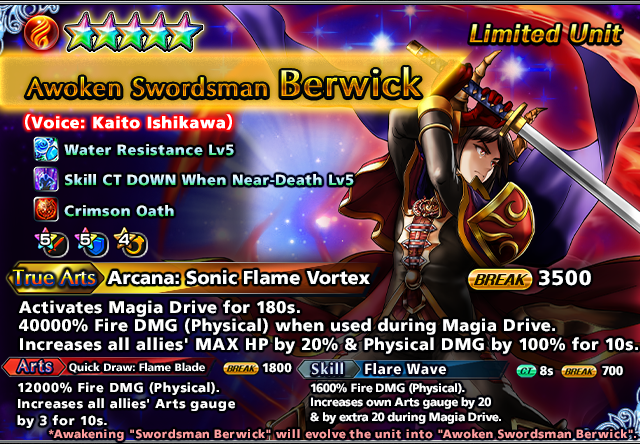 Limited Unit
Awoken Swordsman Berwick
(Voice: Kaito Ishikawa)
Water Resistance Lv5
Skill CT DOWN When Near-Death Lv5
Crimson Oath
5 5 4
True Arts Arcana: Sonic Flame Vortex BREAK 3500
Activates Magia Drive for 180s.
40000% Fire DMG (Physical) when used during Magia Drive.
Increases all allies' MAX HP by 20% & Physical DMG by 100% for 10s.
Arts Quick Draw: Flame Blade BREAK 1800
12000% Fire DMG (Physical).
Increases all allies' Arts gauge
by 3 for 10s.
Skill Flare Wave CT 8s BREAK 700
1600% Fire DMG (Physical).
Increases own Arts gauge by 20
& by extra 20 during Magia Drive.
*Awakening "Swordsman Berwick" will evolve the unit into "Awoken Swordsman Berwick".